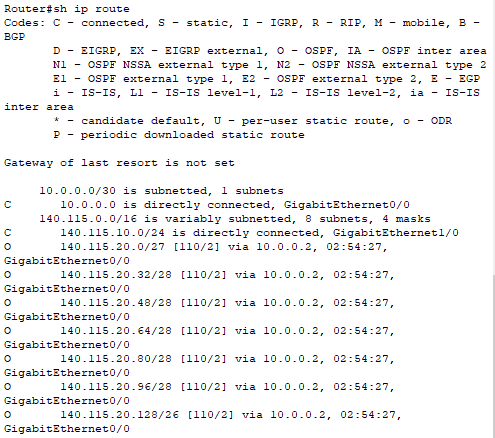 Router#sh ip route
Codes: C - connected, S - static, I - IGRP, R - RIP, M - mobile, B -
BGP
D - EIGRP, EX - EIGRP external, O - OSPF, IA - OSPF inter area
N1 - OSPF NSSA external type 1, N2 - OSPF NSSA external type 2
E1 - OSPF external type 1, E2 - OSPF external type 2, E - EGP
i - IS-IS, L1 - IS-IS level-1, L2 - IS-IS level-2, ia - IS-IS
inter area
* - candidate default, U - per-user static route, o - ODR
P - periodic downloaded static route
Gateway of last resort is not set
10.0.0.0/30 is subnetted, 1 subnets
C 10.0.0.0 is directly connected, GigabitEthernet0/0
140.115.0.0/16 is variably subnetted, 8 subnets, 4 masks
C 140.115.10.0/24 is directly connected, GigabitEthernet1/0
O 140.115.20.0/27 [110/2] via 10.0.0.2, 02:54:27,
GigabitEthernet0/0
O 140.115.20.32/28 [110/2] via 10.0.0.2, 02:54:27,
GigabitEthernet0/0
O 140.115.20.48/28 [110/2] via 10.0.0.2, 02:54:27,
GigabitEthernet0/0
O 140.115.20.64/28 [110/2] via 10.0.0.2, 02:54:27,
GigabitEthernet0/0
O 140.115.20.80/28 [110/2] via 10.0.0.2, 02:54:27,
GigabitEthernet0/0
O 140.115.20.96/28 [110/2] via 10.0.0.2, 02:54:27,
GigabitEthernet0/0
O 140.115.20.128/26 [110/2] via 10.0.0.2, 02:54:27,
GigabitEthernet0/0